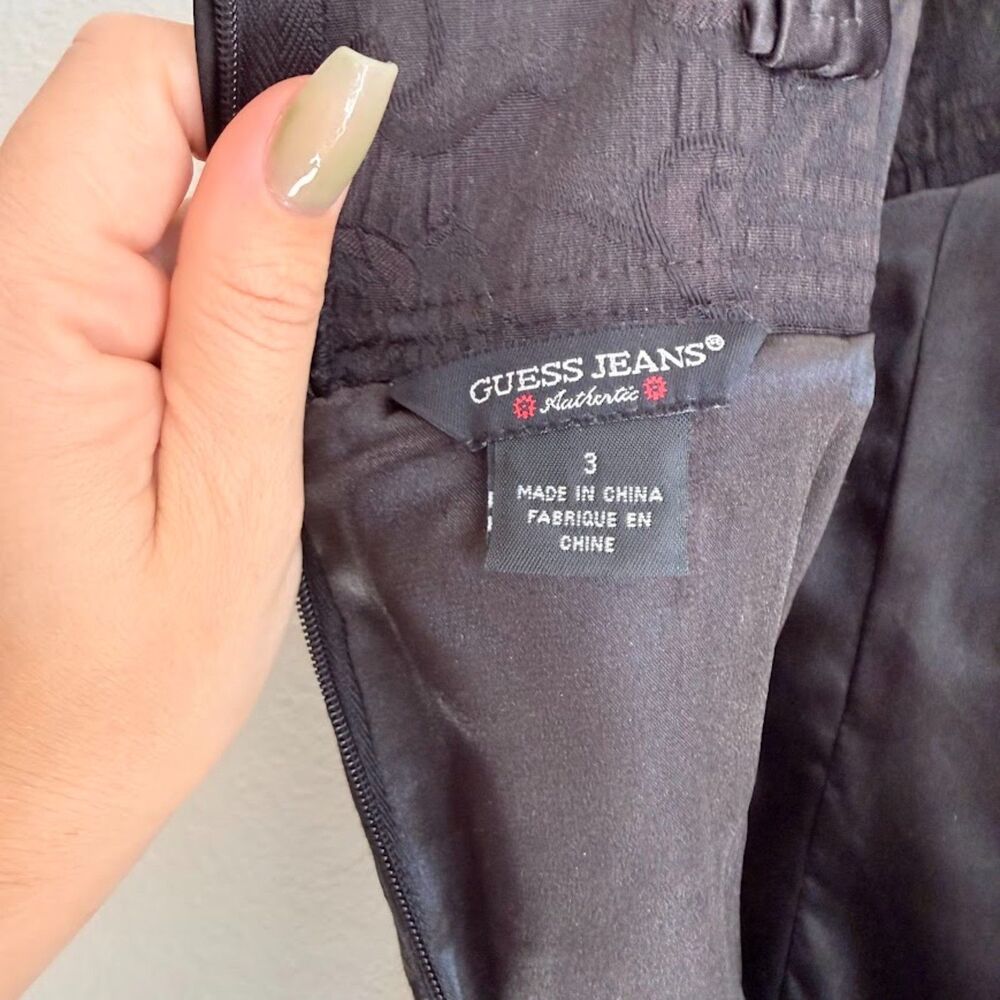 GUESS JEANS®
Authentic
3
MADE IN CHINA
FABRIQUE EN
CHINE